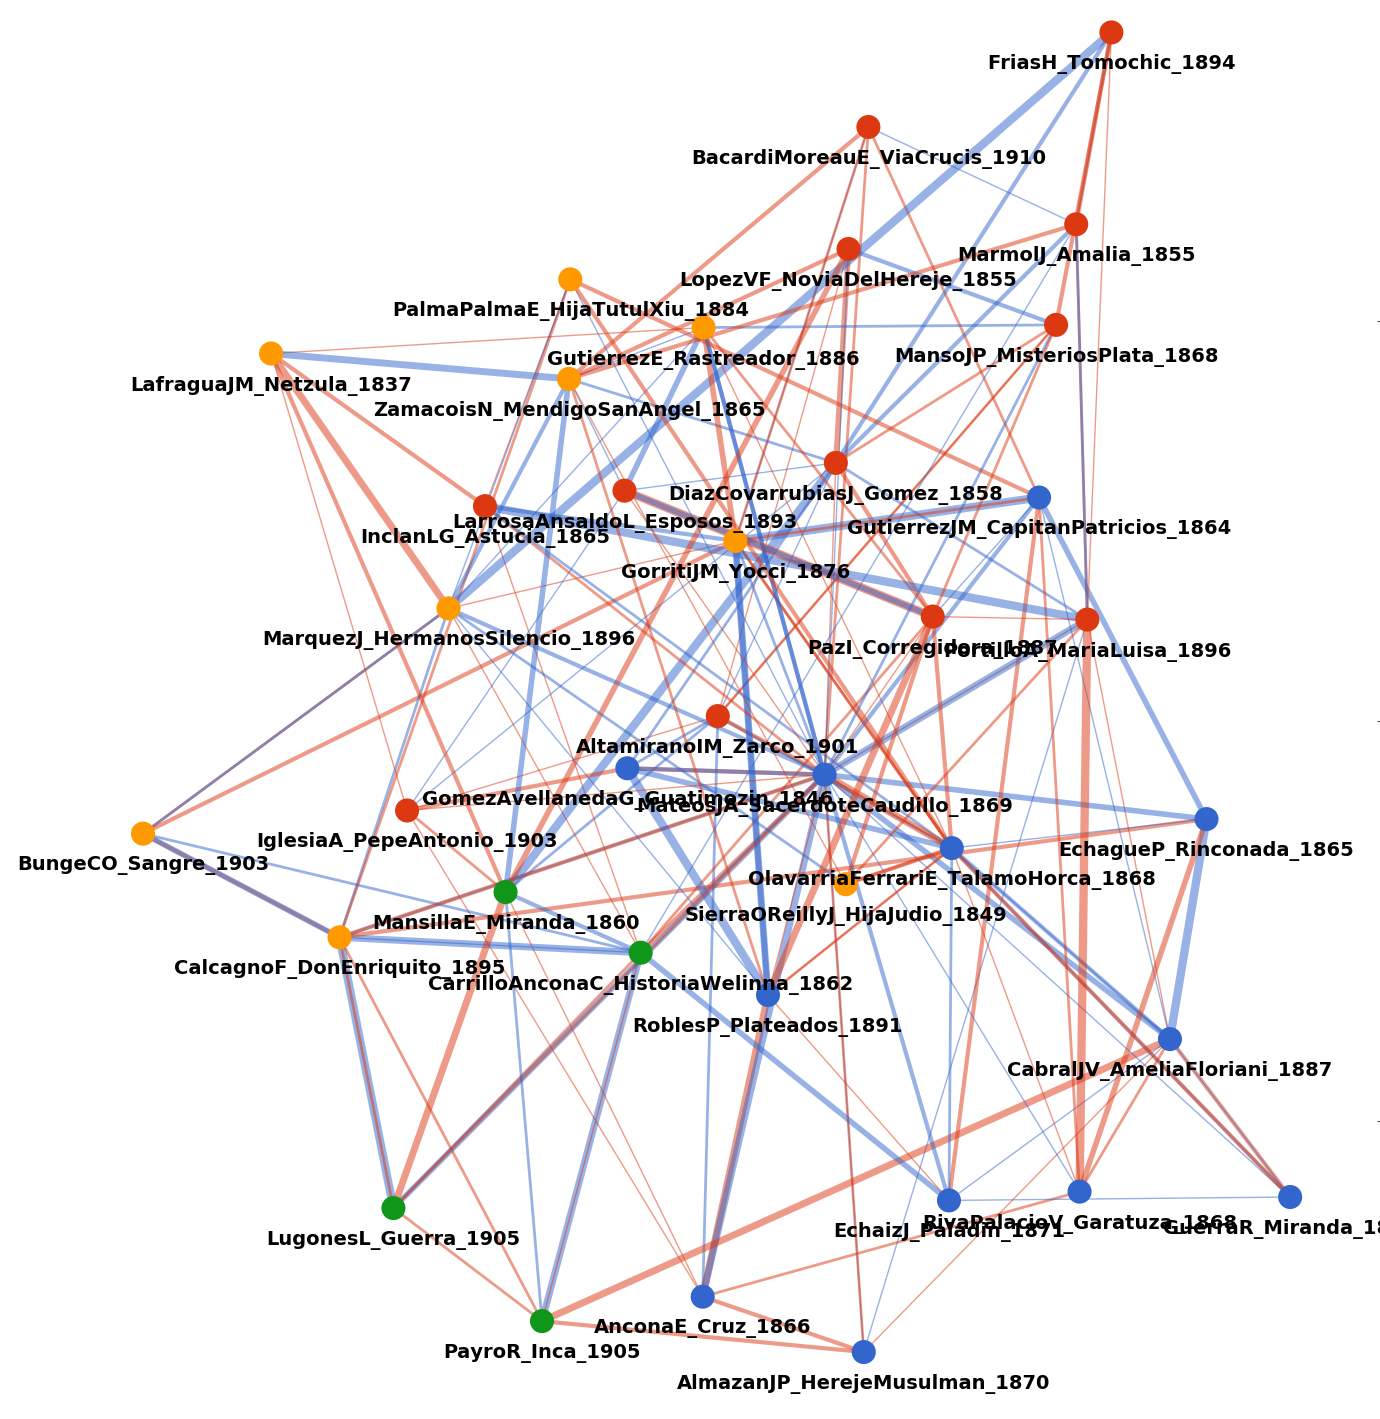 FriasH_Tomochic_1894
BacardiMoreauE_ViaCrucis_1910
MarmolJ_Amalia_1855
LopezVF_NoviaDelHereje_1855
PalmaPalmaE_HijaTutulXiu_1884
GutierrezE_Rastreador_1886
MansoJP_MisteriosPlata_1868
LafraguaJM_Netzula_1837
ZamacoisN_MendigoSanAngel_1865
DiazCovarrubiasJ_Gomez_1858
LarrosaAnsaldoL_Esposos_1893
GutierrezJM_CapitanPatricios_1864
InclanLG_Astucia_1865
GorritiJM_Yocci_1876
MarquezJ_HermanosSilencio_1896
PazI_Corregidora_1887
PortilloA_MariaLuisa_1896
AltamiranoIM_Zarco_1901
GomezAvellanedaG_Guatimozin_1846
MateosJA_SacerdoteCaudillo_1869
IglesiaA_PepeAntonio_1903
EchagueP_Rinconada_1865
BungeCO_Sangre_1903
OlavarriaFerrariE_TalamoHorca_1868
SierraOReillyJ_HijaJudio_1849
MansillaE_Miranda_1860
CalcagnoF_DonEnriquito_1895
CarrilloAnconaC_HistoriaWelinna_1862
RoblesP_Plateados_1891
CabralJV_AmeliaFloriani_1887
RivaPalacioV_Garatuza_1868
EchaizJ_Paladin_1871
GuerraR_Miranda_18
LugonesL_Guerra_1905
AnconaE_Cruz_1866
PayroR_Inca_1905
AlmazanJP_HerejeMusulman_1870